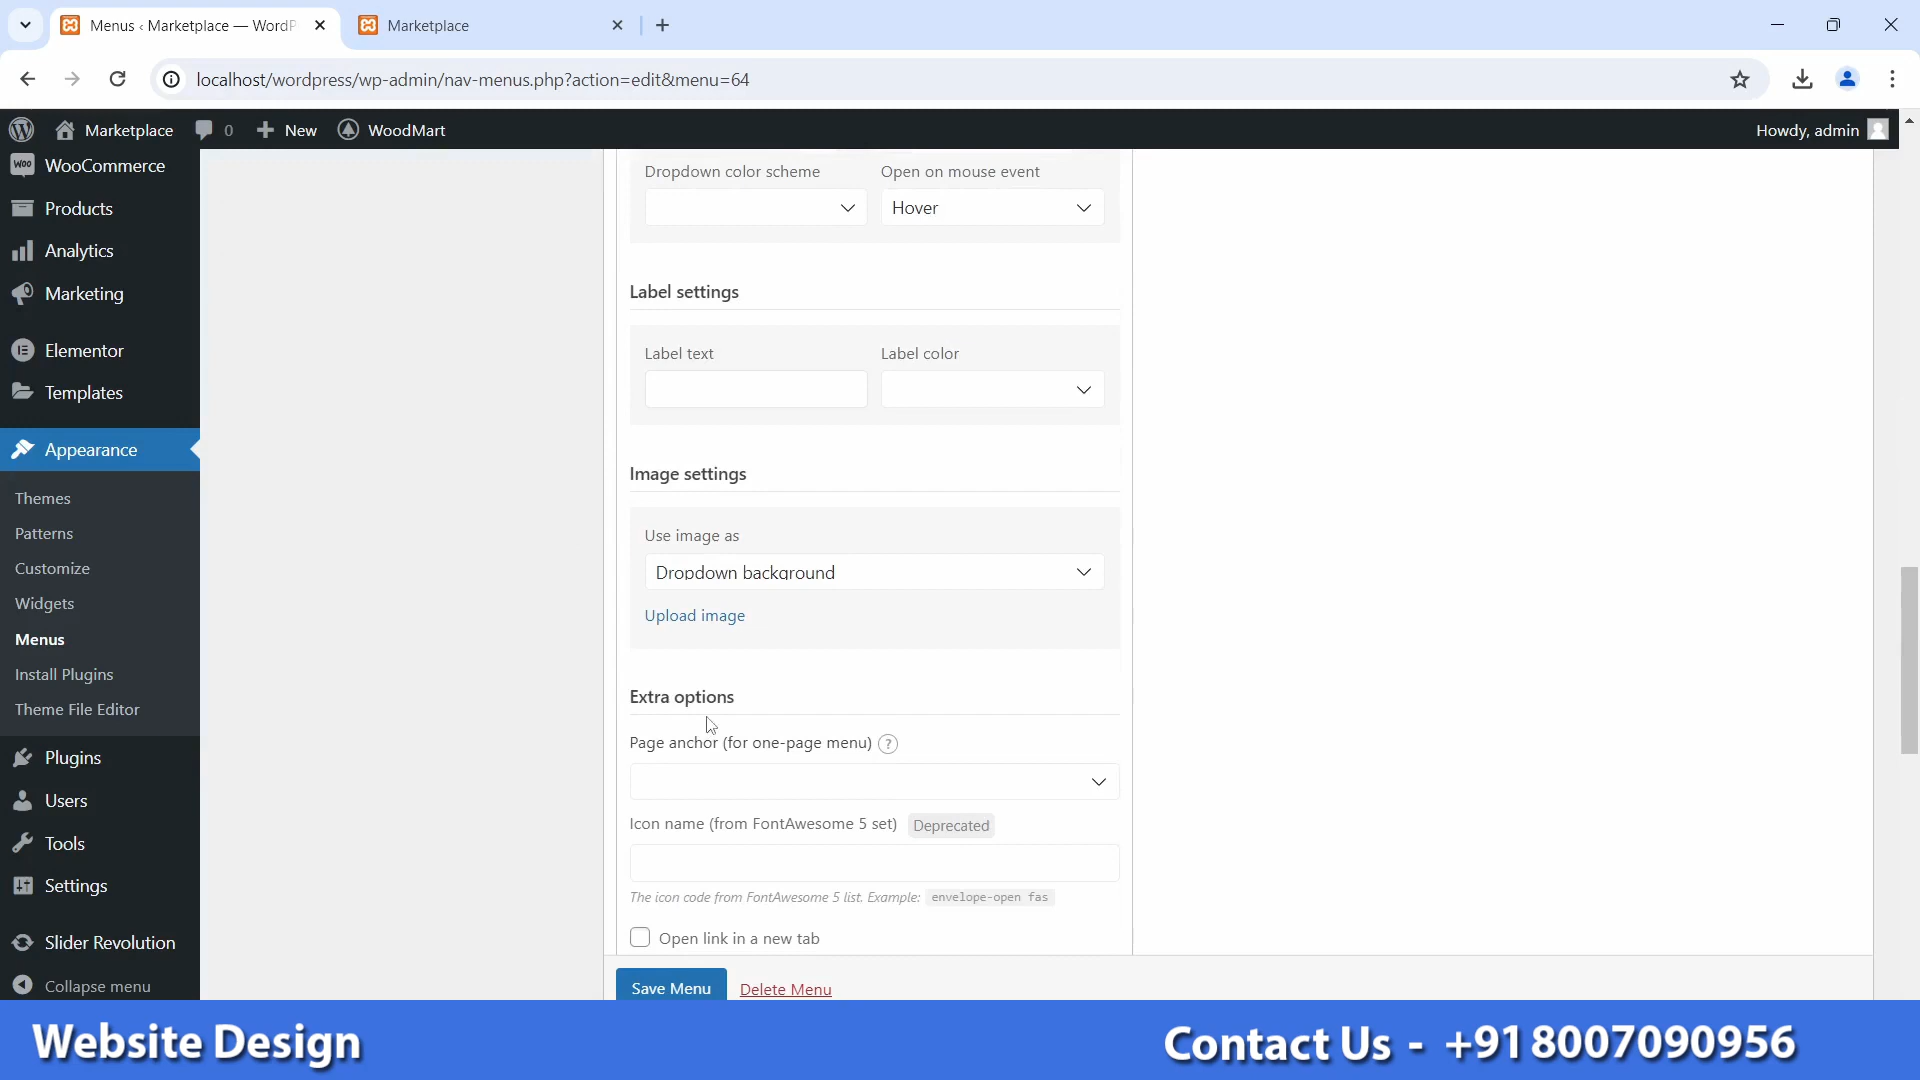 Menus ‹ Marketplace — WordP
Marketplace
localhost/wordpress/wp-admin/nav-menus.php?action=edit&menu=64
Marketplace
0
New
WoodMart
Howdy, admin
WooCommerce
Products
Analytics
Marketing
Elementor
Templates
Appearance
Themes
Patterns
Customize
Widgets
Menus
Install Plugins
Theme File Editor
Plugins
Users
Tools
Settings
Slider Revolution
Collapse menu
Dropdown color scheme
Open on mouse event
Hover
Label settings
Label text
Label color
Image settings
Use image as
Dropdown background
Upload image
Extra options
Page anchor (for one-page menu) ?
Icon name (from FontAwesome 5 set) Deprecated
The icon code from FontAwesome 5 list. Example: envelope-open fas
Open link in a new tab
Save Menu
Delete Menu
Website Design
Contact Us - +91 8007090956